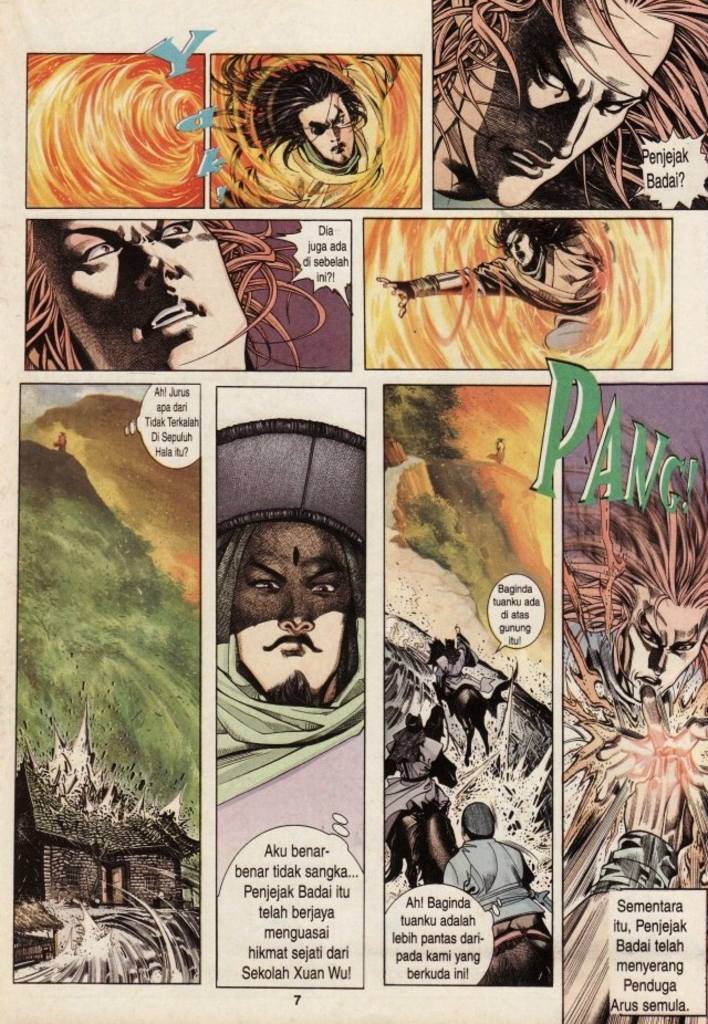 YaK!
Penjejak
Badai?
Dia
juga ada
di sebelah
ini?!
Ah! Jurus
apa dari
Tidak Terkalah
Di Sepuluh
Hala itu?
Aku benar-
benar tidak sangka...
Penjejak Badai itu
telah berjaya
menguasai
hikmat sejati dari
Sekolah Xuan Wu!
Baginda
tuanku ada
di atas
gunung
itu!
Ah! Baginda
tuanku adalah
lebih pantas dari-
pada kami yang
berkuda ini!
PANG!
Sementara
itu, Penjejak
Badai telah
menyerang
Penduga
Arus semula.
7